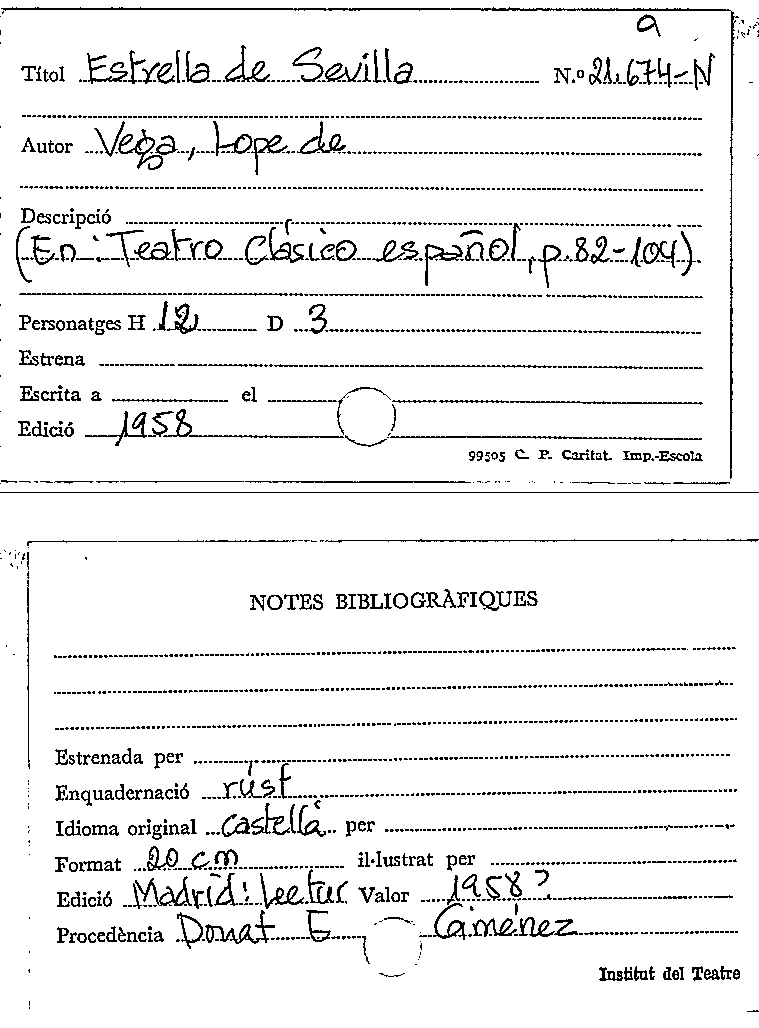 a
Títol Estrella de Sevilla N.º 21.674-N
Autor Vega, Lope de
Descripció
(En: Teatro Clásico español, p.82-104)
Personatges H 12 D 3
Estrena
Escrita a el
Edició 1958
99505 C. P. Caritat. Imp.-Escola
NOTES BIBLIOGRÀFIQUES
Estrenada per
Enquadernació rúst
Idioma original castellà per
Format 20 cm il·lustrat per
Edició Madrid: Lectur Valor 1958?
Procedència Donat E Giménez
Institut del Teatre